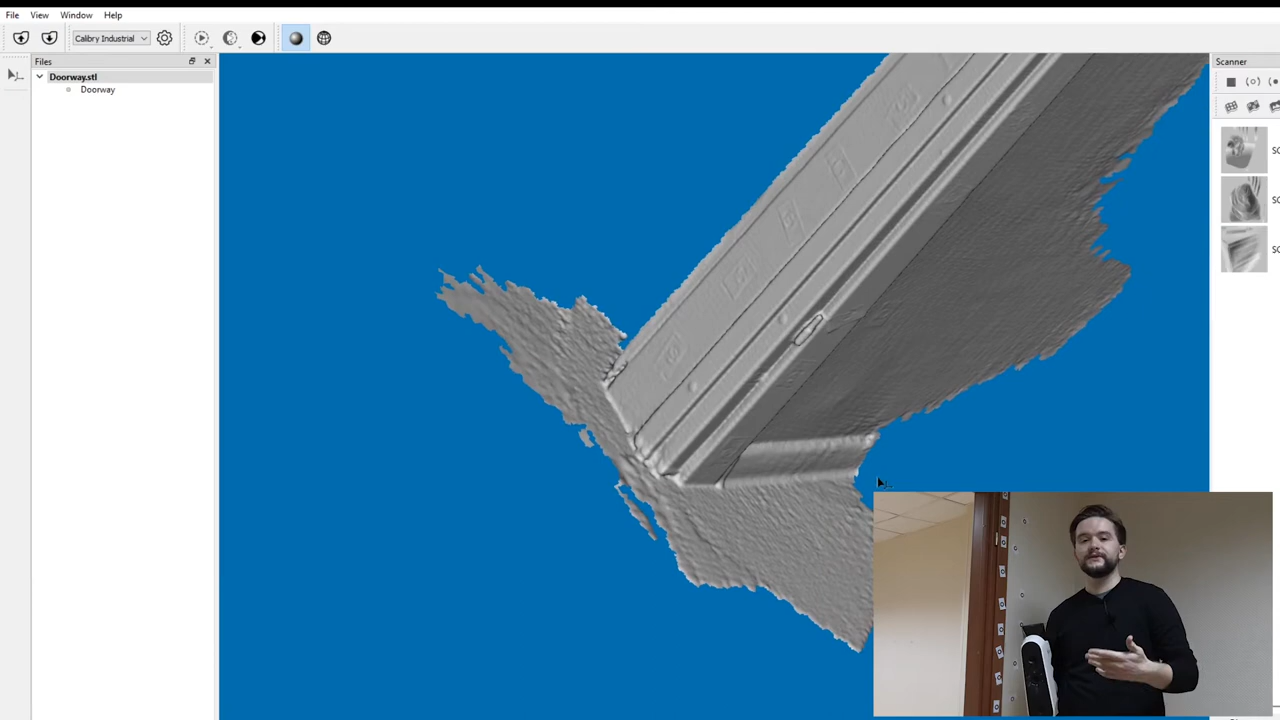 File View Window Help
Calibry Industrial
Files
Scanner
Doorway.stl
Doorway